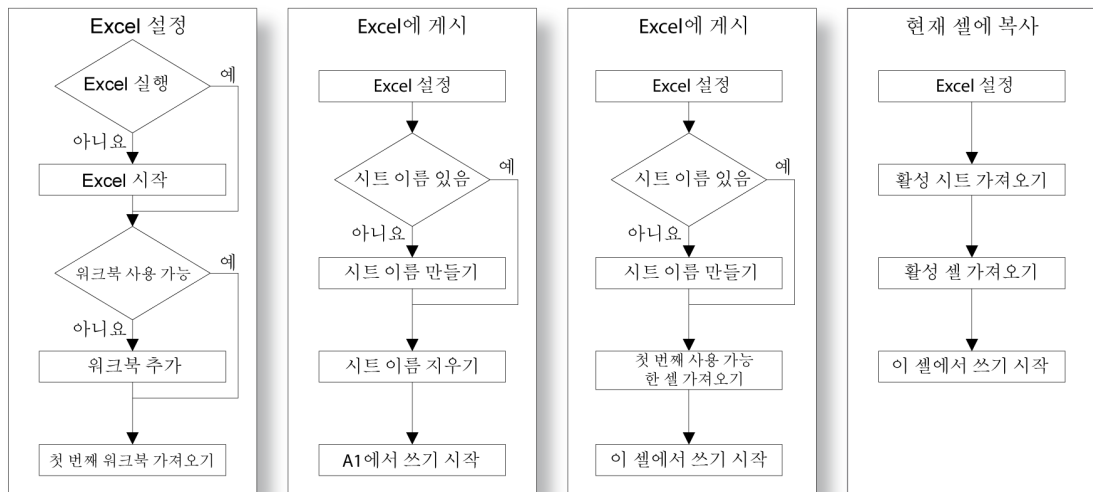 Excel 설정
Excel 실행
예
아니요
Excel 시작
워크북 사용 가능
예
아니요
워크북 추가
첫 번째 워크북 가져오기
Excel에 게시
Excel 설정
시트 이름 있음
예
아니요
시트 이름 만들기
시트 이름 지우기
A1에서 쓰기 시작
Excel에 게시
Excel 설정
시트 이름 있음
예
아니요
시트 이름 만들기
첫 번째 사용 가능
한 셀 가져오기
이 셀에서 쓰기 시작
현재 셀에 복사
Excel 설정
활성 시트 가져오기
활성 셀 가져오기
이 셀에서 쓰기 시작